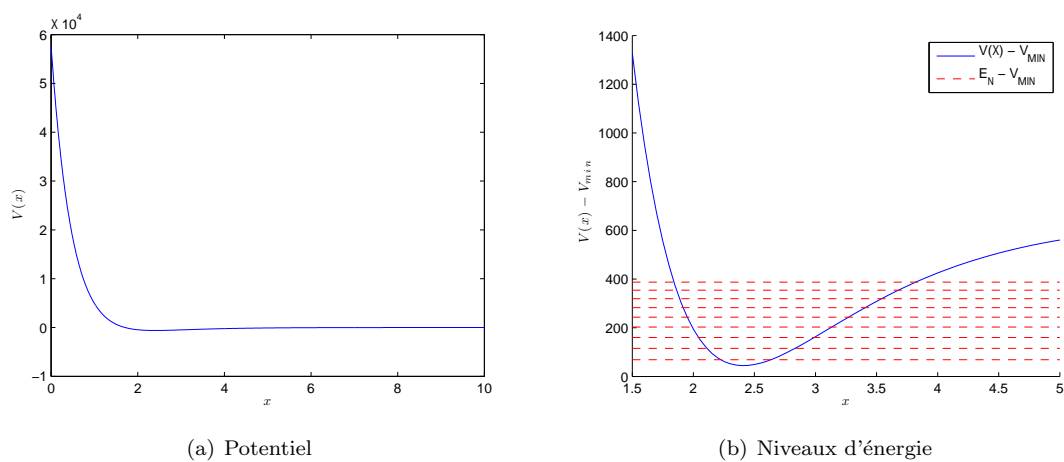 X 10^4
6
5
4
3
2
1
0
−1
0 2 4 6 8 10
V(x)
x
(a) Potentiel
1400
1200
1000
800
600
400
200
0
1.5 2 2.5 3 3.5 4 4.5 5
V(x) − V_min
x
V(X) − V_MIN
E_N − V_MIN
(b) Niveaux d'énergie